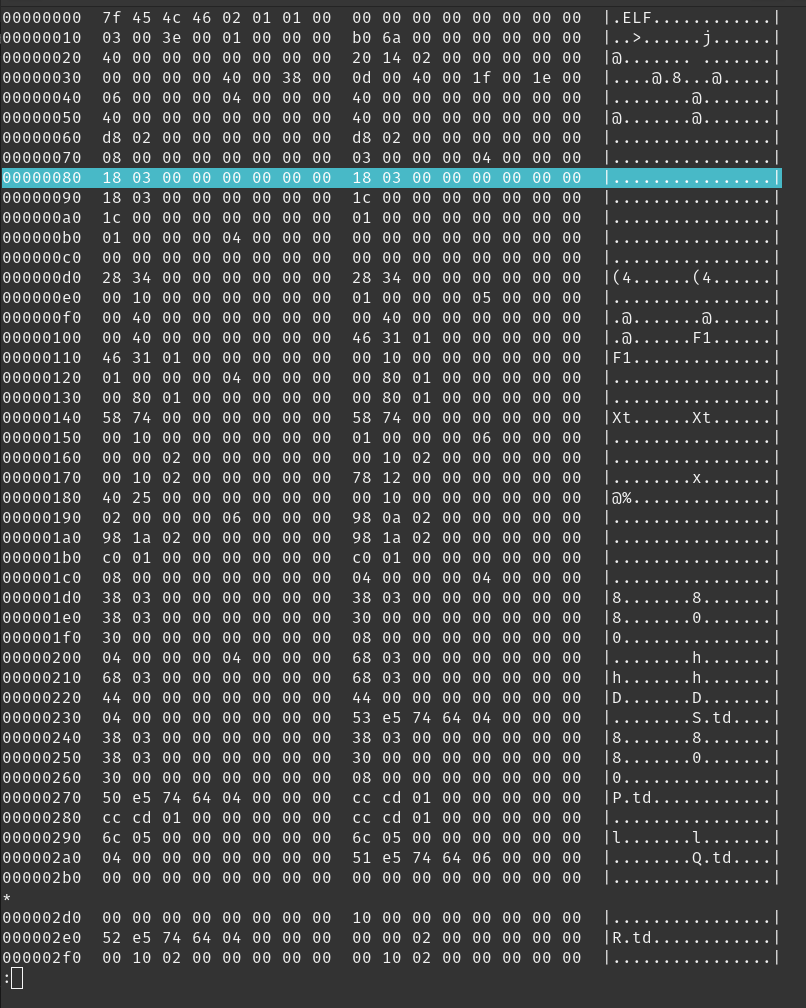 00000000  7f 45 4c 46 02 01 01 00  00 00 00 00 00 00 00 00  |.ELF............|
00000010  03 00 3e 00 01 00 00 00  b0 6a 00 00 00 00 00 00  |..>......j......|
00000020  40 00 00 00 00 00 00 00  20 14 02 00 00 00 00 00  |@....... .......|
00000030  00 00 00 00 40 00 38 00  0d 00 40 00 1f 00 1e 00  |....@.8...@.....|
00000040  06 00 00 00 04 00 00 00  40 00 00 00 00 00 00 00  |........@.......|
00000050  40 00 00 00 00 00 00 00  40 00 00 00 00 00 00 00  |@.......@.......|
00000060  d8 02 00 00 00 00 00 00  d8 02 00 00 00 00 00 00  |................|
00000070  08 00 00 00 00 00 00 00  03 00 00 00 04 00 00 00  |................|
00000080  18 03 00 00 00 00 00 00  18 03 00 00 00 00 00 00  |................|
00000090  18 03 00 00 00 00 00 00  1c 00 00 00 00 00 00 00  |................|
000000a0  1c 00 00 00 00 00 00 00  01 00 00 00 00 00 00 00  |................|
000000b0  01 00 00 00 04 00 00 00  00 00 00 00 00 00 00 00  |................|
000000c0  00 00 00 00 00 00 00 00  00 00 00 00 00 00 00 00  |................|
000000d0  28 34 00 00 00 00 00 00  28 34 00 00 00 00 00 00  |(4......(4......|
000000e0  00 10 00 00 00 00 00 00  01 00 00 00 05 00 00 00  |................|
000000f0  00 40 00 00 00 00 00 00  00 40 00 00 00 00 00 00  |.@.......@......|
00000100  00 40 00 00 00 00 00 00  46 31 01 00 00 00 00 00  |.@......F1......|
00000110  46 31 01 00 00 00 00 00  00 10 00 00 00 00 00 00  |F1..............|
00000120  01 00 00 00 04 00 00 00  00 80 01 00 00 00 00 00  |................|
00000130  00 80 01 00 00 00 00 00  00 80 01 00 00 00 00 00  |................|
00000140  58 74 00 00 00 00 00 00  58 74 00 00 00 00 00 00  |Xt......Xt......|
00000150  00 10 00 00 00 00 00 00  01 00 00 00 06 00 00 00  |................|
00000160  00 00 02 00 00 00 00 00  00 10 02 00 00 00 00 00  |................|
00000170  00 10 02 00 00 00 00 00  78 12 00 00 00 00 00 00  |........x.......|
00000180  40 25 00 00 00 00 00 00  00 10 00 00 00 00 00 00  |@%..............|
00000190  02 00 00 00 06 00 00 00  98 0a 02 00 00 00 00 00  |................|
000001a0  98 1a 02 00 00 00 00 00  98 1a 02 00 00 00 00 00  |................|
000001b0  c0 01 00 00 00 00 00 00  c0 01 00 00 00 00 00 00  |................|
000001c0  08 00 00 00 00 00 00 00  04 00 00 00 04 00 00 00  |................|
000001d0  38 03 00 00 00 00 00 00  38 03 00 00 00 00 00 00  |8.......8.......|
000001e0  38 03 00 00 00 00 00 00  30 00 00 00 00 00 00 00  |8.......0.......|
000001f0  30 00 00 00 00 00 00 00  08 00 00 00 00 00 00 00  |0...............|
00000200  04 00 00 00 04 00 00 00  68 03 00 00 00 00 00 00  |........h.......|
00000210  68 03 00 00 00 00 00 00  68 03 00 00 00 00 00 00  |h.......h.......|
00000220  44 00 00 00 00 00 00 00  44 00 00 00 00 00 00 00  |D.......D.......|
00000230  04 00 00 00 00 00 00 00  53 e5 74 64 04 00 00 00  |........S.td....|
00000240  38 03 00 00 00 00 00 00  38 03 00 00 00 00 00 00  |8.......8.......|
00000250  38 03 00 00 00 00 00 00  30 00 00 00 00 00 00 00  |8.......0.......|
00000260  30 00 00 00 00 00 00 00  08 00 00 00 00 00 00 00  |0...............|
00000270  50 e5 74 64 04 00 00 00  cc cd 01 00 00 00 00 00  |P.td............|
00000280  cc cd 01 00 00 00 00 00  cc cd 01 00 00 00 00 00  |................|
00000290  6c 05 00 00 00 00 00 00  6c 05 00 00 00 00 00 00  |l.......l.......|
000002a0  04 00 00 00 00 00 00 00  51 e5 74 64 06 00 00 00  |........Q.td....|
000002b0  00 00 00 00 00 00 00 00  00 00 00 00 00 00 00 00  |................|
*
000002d0  00 00 00 00 00 00 00 00  10 00 00 00 00 00 00 00  |................|
000002e0  52 e5 74 64 04 00 00 00  00 00 02 00 00 00 00 00  |R.td............|
000002f0  00 10 02 00 00 00 00 00  00 10 02 00 00 00 00 00  |................|
: